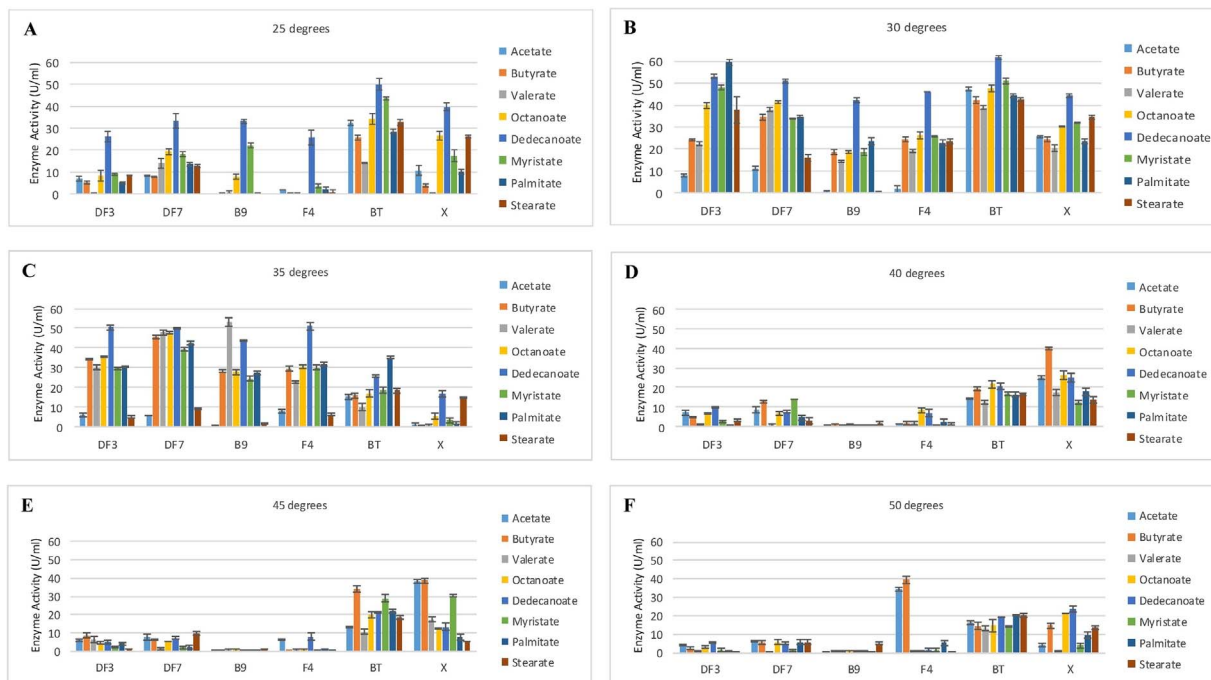 A
25 degrees
Enzyme Activity (U/ml)
60
50
40
30
20
10
0
DF3 DF7 B9 F4 BT X
Acetate
Butyrate
Valerate
Octanoate
Dedecanoate
Myristate
Palmitate
Stearate
B
30 degrees
Enzyme Activity (U/ml)
60
50
40
30
20
10
0
DF3 DF7 B9 F4 BT X
Acetate
Butyrate
Valerate
Octanoate
Dedecanoate
Myristate
Palmitate
Stearate
C
35 degrees
Enzyme Activity (U/ml)
60
50
40
30
20
10
0
DF3 DF7 B9 F4 BT X
Acetate
Butyrate
Valerate
Octanoate
Dedecanoate
Myristate
Palmitate
Stearate
D
40 degrees
Enzyme Activity (U/ml)
60
50
40
30
20
10
0
DF3 DF7 B9 F4 BT X
Acetate
Butyrate
Valerate
Octanoate
Dedecanoate
Myristate
Palmitate
Stearate
E
45 degrees
Enzyme Activity (U/ml)
60
50
40
30
20
10
0
DF3 DF7 B9 F4 BT X
Acetate
Butyrate
Valerate
Octanoate
Dedecanoate
Myristate
Palmitate
Stearate
F
50 degrees
Enzyme Activity (U/ml)
60
50
40
30
20
10
0
DF3 DF7 B9 F4 BT X
Acetate
Butyrate
Valerate
Octanoate
Dedecanoate
Myristate
Palmitate
Stearate